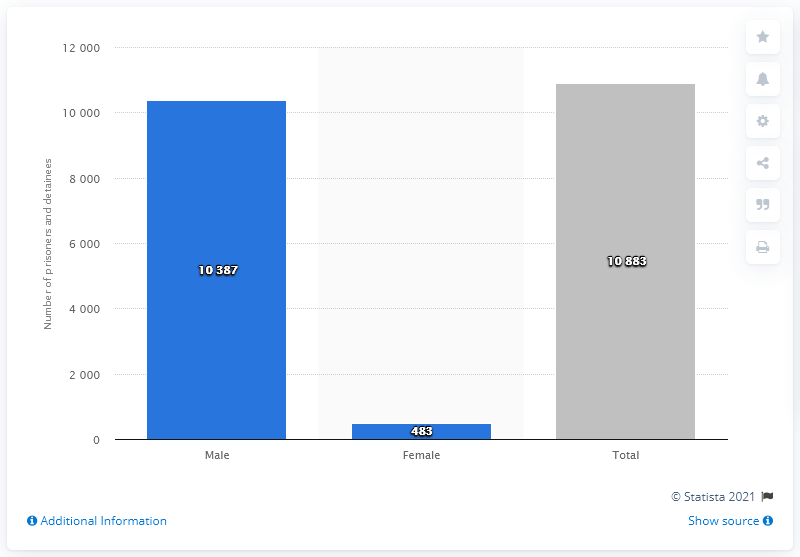 12 000
10 000
8 000
6 000
4 000
2 000
0
Number of prisoners and detainees
10 387
483
10 883
Male
Female
Total
© Statista 2021
Additional Information
Show source